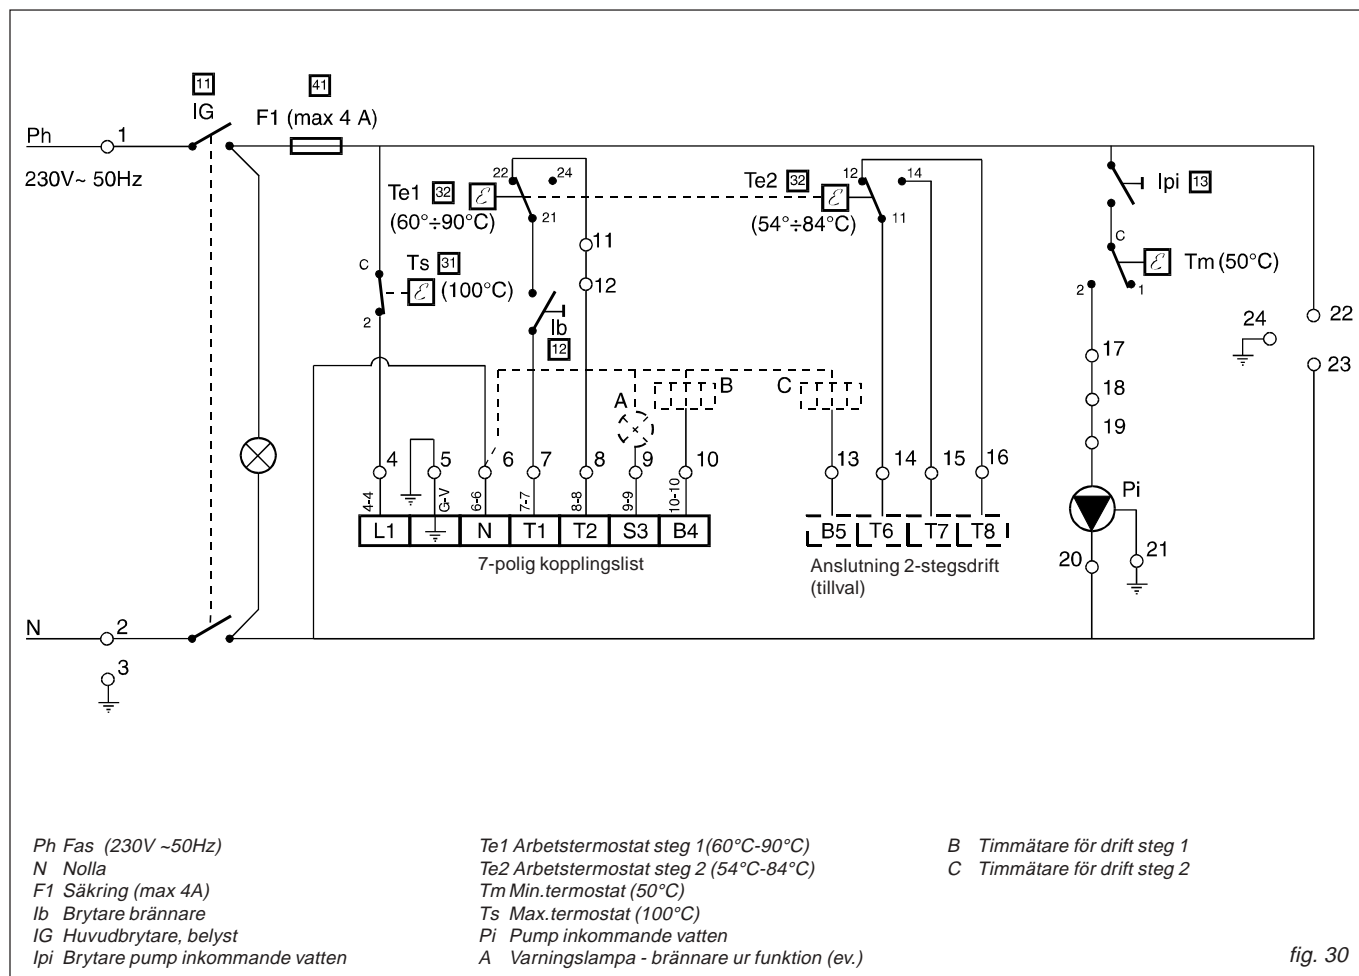 11
41
IG
F1 (max 4 A)
Ph
1
230V~ 50Hz
Te1 32
(60°÷90°C)
22
24
21
Te2 32
(54°÷84°C)
12
14
11
Ipi 13
C
Tm (50°C)
2
1
11
12
C
Ts 31
(100°C)
2
Ib
12
24
22
23
17
18
19
A
B
C
4
5
6
7
8
9
10
13
14
15
16
4-4
G-V
6-6
7-7
8-8
9-9
10-10
L1
N
T1
T2
S3
B4
B5
T6
T7
T8
7-polig kopplingslist
Anslutning 2-stegsdrift
(tillval)
Pi
20
21
N
2
3
Ph Fas (230V ~50Hz)
N Nolla
F1 Säkring (max 4A)
Ib Brytare brännare
IG Huvudbrytare, belyst
Ipi Brytare pump inkommande vatten
Te1 Arbetstermostat steg 1(60°C-90°C)
Te2 Arbetstermostat steg 2 (54°C-84°C)
Tm Min.termostat (50°C)
Ts Max.termostat (100°C)
Pi Pump inkommande vatten
A Varningslampa - brännare ur funktion (ev.)
B Timmätare för drift steg 1
C Timmätare för drift steg 2
fig. 30